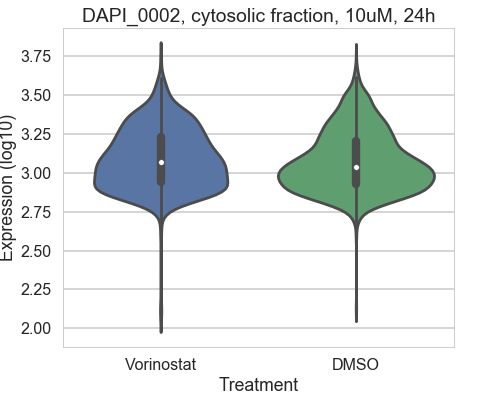 DAPI_0002, cytosolic fraction, 10uM, 24h
Expression (log10)
3.75
3.50
3.25
3.00
2.75
2.50
2.25
2.00
Vorinostat DMSO
Treatment